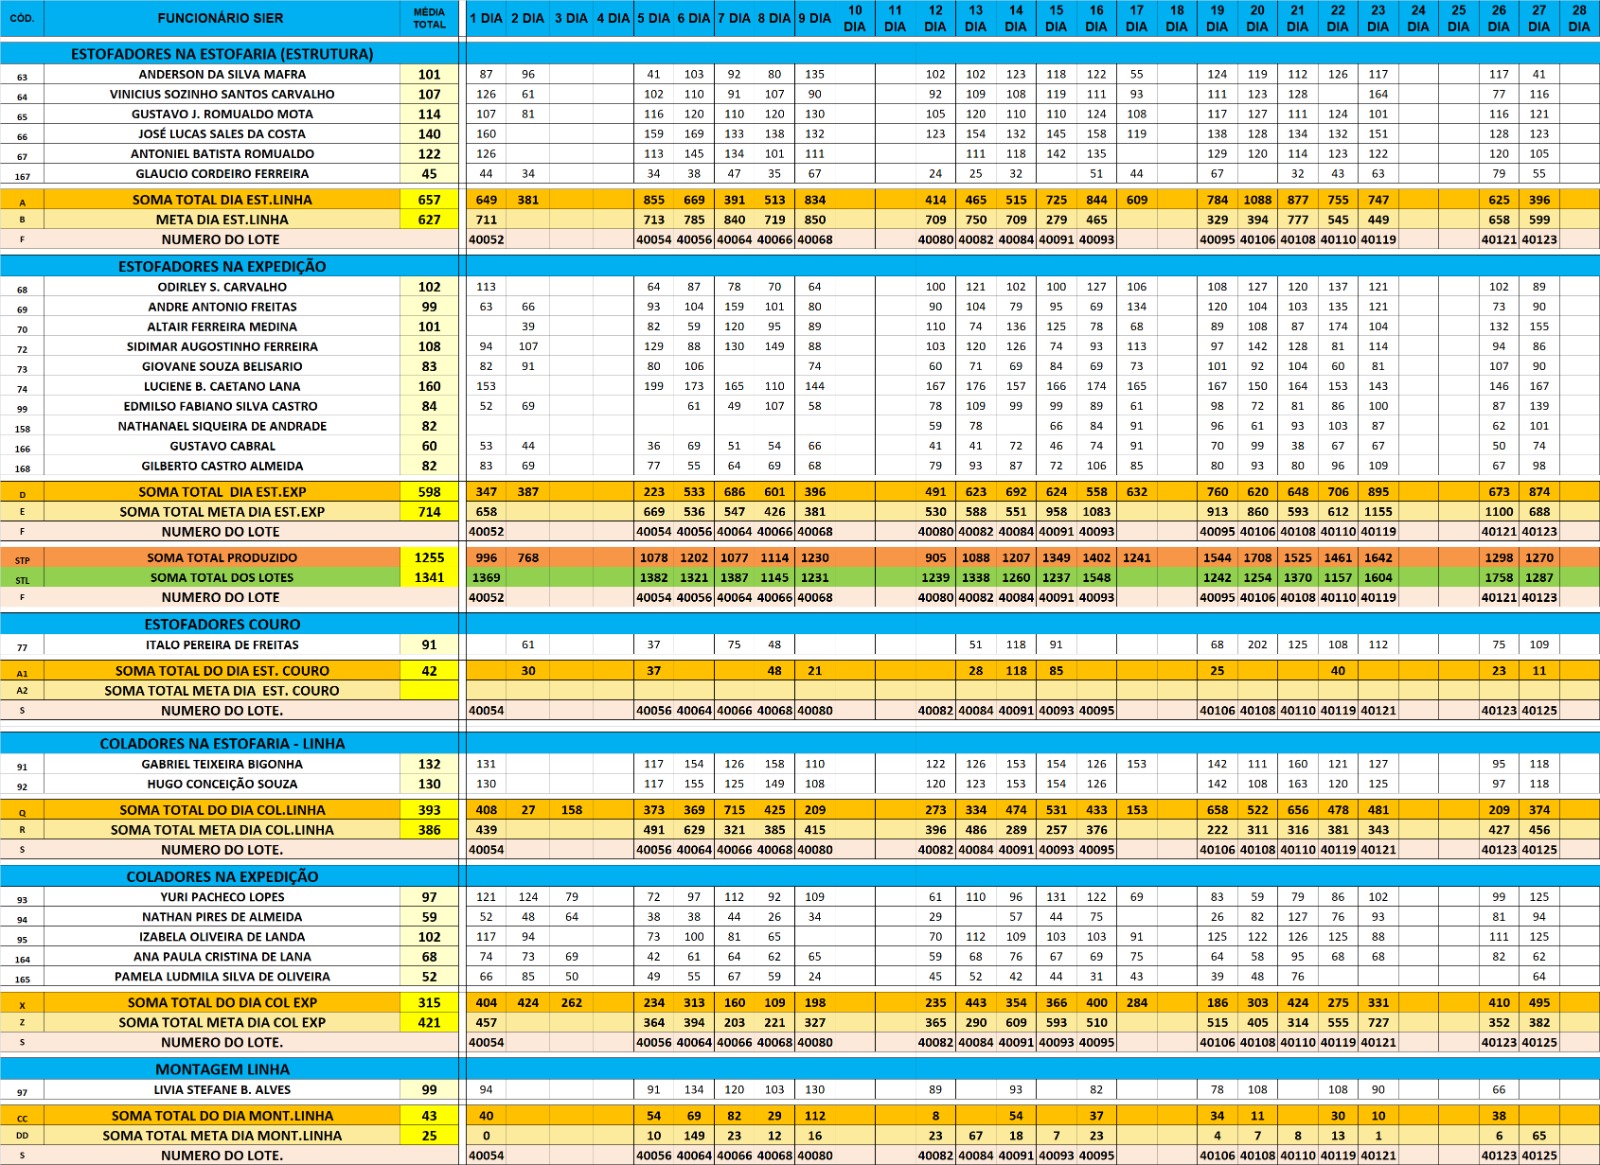 CÓD. FUNCIONÁRIO SIER MÉDIA TOTAL 1 DIA 2 DIA 3 DIA 4 DIA 5 DIA 6 DIA 7 DIA 8 DIA 9 DIA 10 DIA 11 DIA 12 DIA 13 DIA 14 DIA 15 DIA 16 DIA 17 DIA 18 DIA 19 DIA 20 DIA 21 DIA 22 DIA 23 DIA 24 DIA 25 DIA 26 DIA 27 DIA 28 DIA
ESTOFADORES NA ESTOFARIA (ESTRUTURA)
63 ANDERSON DA SILVA MAFRA 101 87 96 41 103 92 80 135 102 102 123 118 122 55 124 119 112 126 117 117 41
64 VINICIUS SOZINHO SANTOS CARVALHO 107 126 61 102 110 91 107 90 92 109 108 119 111 93 111 123 128 164 77 116
65 GUSTAVO J. ROMUALDO MOTA 114 107 81 116 120 110 120 130 105 120 110 110 124 108 117 127 111 124 101 116 121
66 JOSÉ LUCAS SALES DA COSTA 140 160 159 169 133 138 132 123 154 132 145 158 119 138 128 134 132 151 128 123
67 ANTONIEL BATISTA ROMUALDO 122 126 113 145 134 101 111 111 118 142 135 129 120 114 123 122 120 105
167 GLAUCIO CORDEIRO FERREIRA 45 44 34 34 38 47 35 67 24 25 32 51 44 67 32 43 63 79 55
A SOMA TOTAL DIA EST.LINHA 657 649 381 855 669 391 513 834 414 465 515 725 844 609 784 1088 877 755 747 625 396
B META DIA EST.LINHA 627 711 713 785 840 719 850 709 750 709 279 465 329 394 777 545 449 658 599
F NUMERO DO LOTE 40052 40054 40056 40064 40066 40068 40080 40082 40084 40091 40093 40095 40106 40108 40110 40119 40121 40123
ESTOFADORES NA EXPEDIÇÃO
68 ODIRLEY S. CARVALHO 102 113 64 87 78 70 64 100 121 102 100 127 106 108 127 120 137 121 102 89
69 ANDRE ANTONIO FREITAS 99 63 66 93 104 159 101 80 90 104 79 95 69 134 120 104 103 135 121 73 90
70 ALTAIR FERREIRA MEDINA 101 39 82 59 120 95 89 110 74 136 125 78 68 89 108 87 174 104 132 155
72 SIDIMAR AUGOSTINHO FERREIRA 108 94 107 129 88 130 149 88 103 120 126 74 93 113 97 142 128 81 114 94 86
73 GIOVANE SOUZA BELISARIO 83 82 91 80 106 74 60 71 69 84 69 73 101 92 104 60 81 107 90
74 LUCIENE B. CAETANO LANA 160 153 199 173 165 110 144 167 176 157 166 174 165 167 150 164 153 143 146 167
99 EDMILSO FABIANO SILVA CASTRO 84 52 69 61 49 107 58 78 109 99 99 89 61 98 72 81 86 100 87 139
158 NATHANAEL SIQUEIRA DE ANDRADE 82 59 78 66 84 91 96 61 93 103 87 62 101
166 GUSTAVO CABRAL 60 53 44 36 69 51 54 66 41 41 72 46 74 91 70 99 38 67 67 50 74
168 GILBERTO CASTRO ALMEIDA 82 83 69 77 55 64 69 68 79 93 87 72 106 85 80 93 80 96 109 67 98
D SOMA TOTAL DIA EST.EXP 598 347 387 223 533 686 601 396 491 623 692 624 558 632 760 620 648 706 895 673 874
E SOMA TOTAL META DIA EST.EXP 714 658 669 536 547 426 381 530 588 551 958 1083 913 860 593 612 1155 1100 688
F NUMERO DO LOTE 40052 40054 40056 40064 40066 40068 40080 40082 40084 40091 40093 40095 40106 40108 40110 40119 40121 40123
STP SOMA TOTAL PRODUZIDO 1255 996 768 1078 1202 1077 1114 1230 905 1088 1207 1349 1402 1241 1544 1708 1525 1461 1642 1298 1270
STL SOMA TOTAL DOS LOTES 1341 1369 1382 1321 1387 1145 1231 1239 1338 1260 1237 1548 1242 1254 1370 1157 1604 1758 1287
F NUMERO DO LOTE 40052 40054 40056 40064 40066 40068 40080 40082 40084 40091 40093 40095 40106 40108 40110 40119 40121 40123
ESTOFADORES COURO
77 ITALO PEREIRA DE FREITAS 91 61 37 75 48 51 118 91 68 202 125 108 112 75 109
A1 SOMA TOTAL DO DIA EST. COURO 42 30 37 48 21 28 118 85 25 40 23 11
A2 SOMA TOTAL META DIA EST. COURO
S NUMERO DO LOTE. 40054 40056 40064 40066 40068 40080 40082 40084 40091 40093 40095 40106 40108 40110 40119 40121 40123 40125
COLADORES NA ESTOFARIA - LINHA
91 GABRIEL TEIXEIRA BIGONHA 132 131 117 154 126 158 110 122 126 153 154 126 153 142 111 160 121 127 95 118
92 HUGO CONCEIÇÃO SOUZA 130 130 117 155 125 149 108 120 123 153 154 126 142 108 163 120 125 97 118
Q SOMA TOTAL DO DIA COL.LINHA 393 408 27 158 373 369 715 425 209 273 334 474 531 433 153 658 522 656 478 481 209 374
R SOMA TOTAL META DIA COL.LINHA 386 439 491 629 321 385 415 396 486 289 257 376 222 311 316 381 343 427 456
S NUMERO DO LOTE. 40054 40056 40064 40066 40068 40080 40082 40084 40091 40093 40095 40106 40108 40110 40119 40121 40123 40125
COLADORES NA EXPEDIÇÃO
93 YURI PACHECO LOPES 97 121 124 79 72 97 112 92 109 61 110 96 131 122 69 83 59 79 86 102 99 125
94 NATHAN PIRES DE ALMEIDA 59 52 48 64 38 38 44 26 34 29 57 44 75 26 82 127 76 93 81 94
95 IZABELA OLIVEIRA DE LANDA 102 117 94 73 100 81 65 70 112 109 103 103 91 125 122 126 125 88 111 125
164 ANA PAULA CRISTINA DE LANA 68 74 73 69 42 61 64 62 65 59 68 76 67 69 75 64 58 95 68 68 82 62
165 PAMELA LUDMILA SILVA DE OLIVEIRA 52 66 85 50 49 55 67 59 24 45 52 42 44 31 43 39 48 76 64
X SOMA TOTAL DO DIA COL EXP 315 404 424 262 234 313 160 109 198 235 443 354 366 400 284 186 303 424 275 331 410 495
Z SOMA TOTAL META DIA COL EXP 421 457 364 394 203 221 327 365 290 609 593 510 515 405 314 555 727 352 382
S NUMERO DO LOTE. 40054 40056 40064 40066 40068 40080 40082 40084 40091 40093 40095 40106 40108 40110 40119 40121 40123 40125
MONTAGEM LINHA
97 LIVIA STEFANE B. ALVES 99 94 91 134 120 103 130 89 93 82 78 108 108 90 66
CC SOMA TOTAL DO DIA MONT.LINHA 43 40 54 69 82 29 112 8 54 37 34 11 30 10 38
DD SOMA TOTAL META DIA MONT.LINHA 25 0 10 149 23 12 16 23 67 18 7 23 4 7 8 13 1 6 65
S NUMERO DO LOTE. 40054 40056 40064 40066 40068 40080 40082 40084 40091 40093 40095 40106 40108 40110 40119 40121 40123 40125